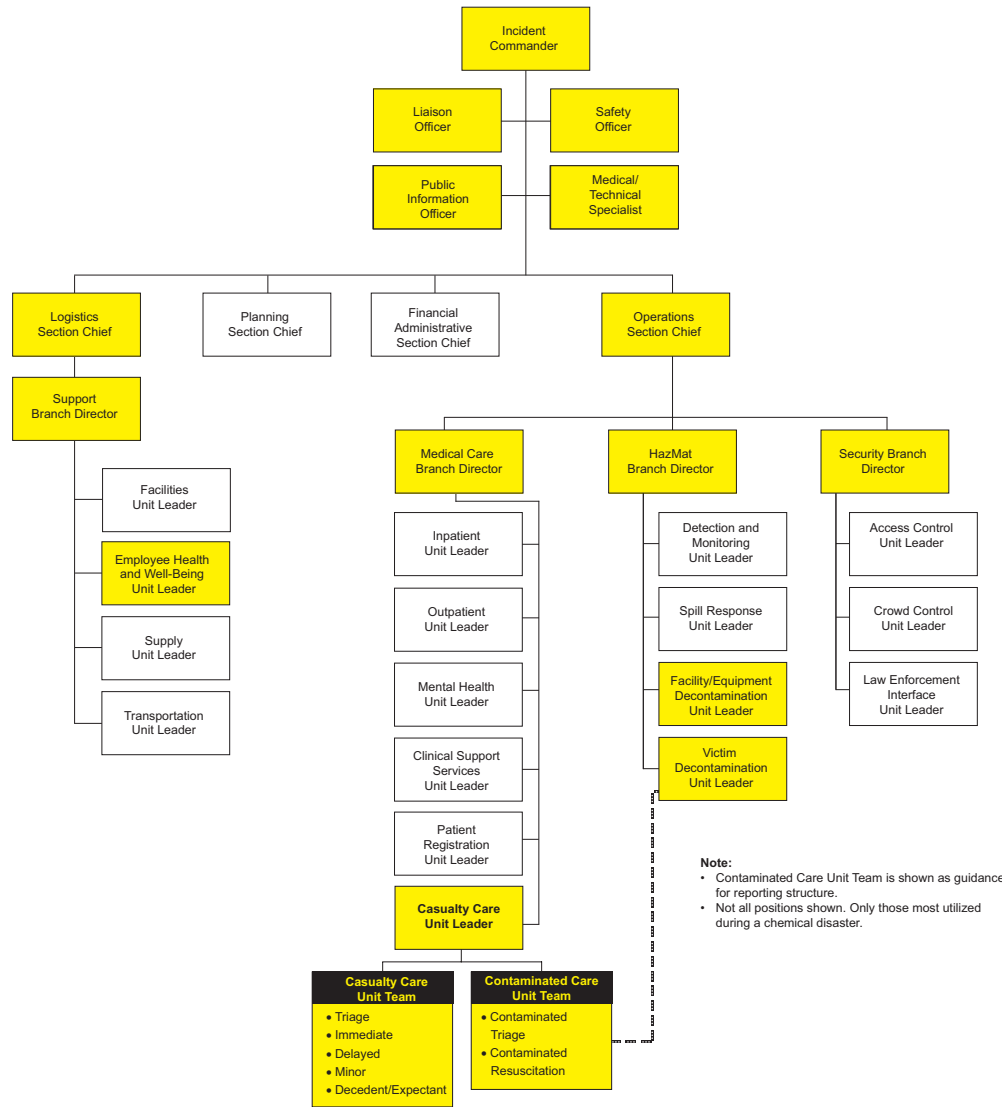 Incident
Commander
Liaison
Officer
Safety
Officer
Public
Information
Officer
Medical/
Technical
Specialist
Logistics
Section Chief
Planning
Section Chief
Financial
Administrative
Section Chief
Operations
Section Chief
Support
Branch Director
Medical Care
Branch Director
HazMat
Branch Director
Security Branch
Director
Facilities
Unit Leader
Employee Health
and Well-Being
Unit Leader
Supply
Unit Leader
Transportation
Unit Leader
Inpatient
Unit Leader
Outpatient
Unit Leader
Mental Health
Unit Leader
Clinical Support
Services
Unit Leader
Patient
Registration
Unit Leader
Casualty Care
Unit Leader
Detection and
Monitoring
Unit Leader
Spill Response
Unit Leader
Facility/Equipment
Decontamination
Unit Leader
Victim
Decontamination
Unit Leader
Access Control
Unit Leader
Crowd Control
Unit Leader
Law Enforcement
Interface
Unit Leader
Note:
• Contaminated Care Unit Team is shown as guidance
for reporting structure.
• Not all positions shown. Only those most utilized
during a chemical disaster.
Casualty Care
Unit Team
• Triage
• Immediate
• Delayed
• Minor
• Decedent/Expectant
Contaminated Care
Unit Team
• Contaminated
Triage
• Contaminated
Resuscitation